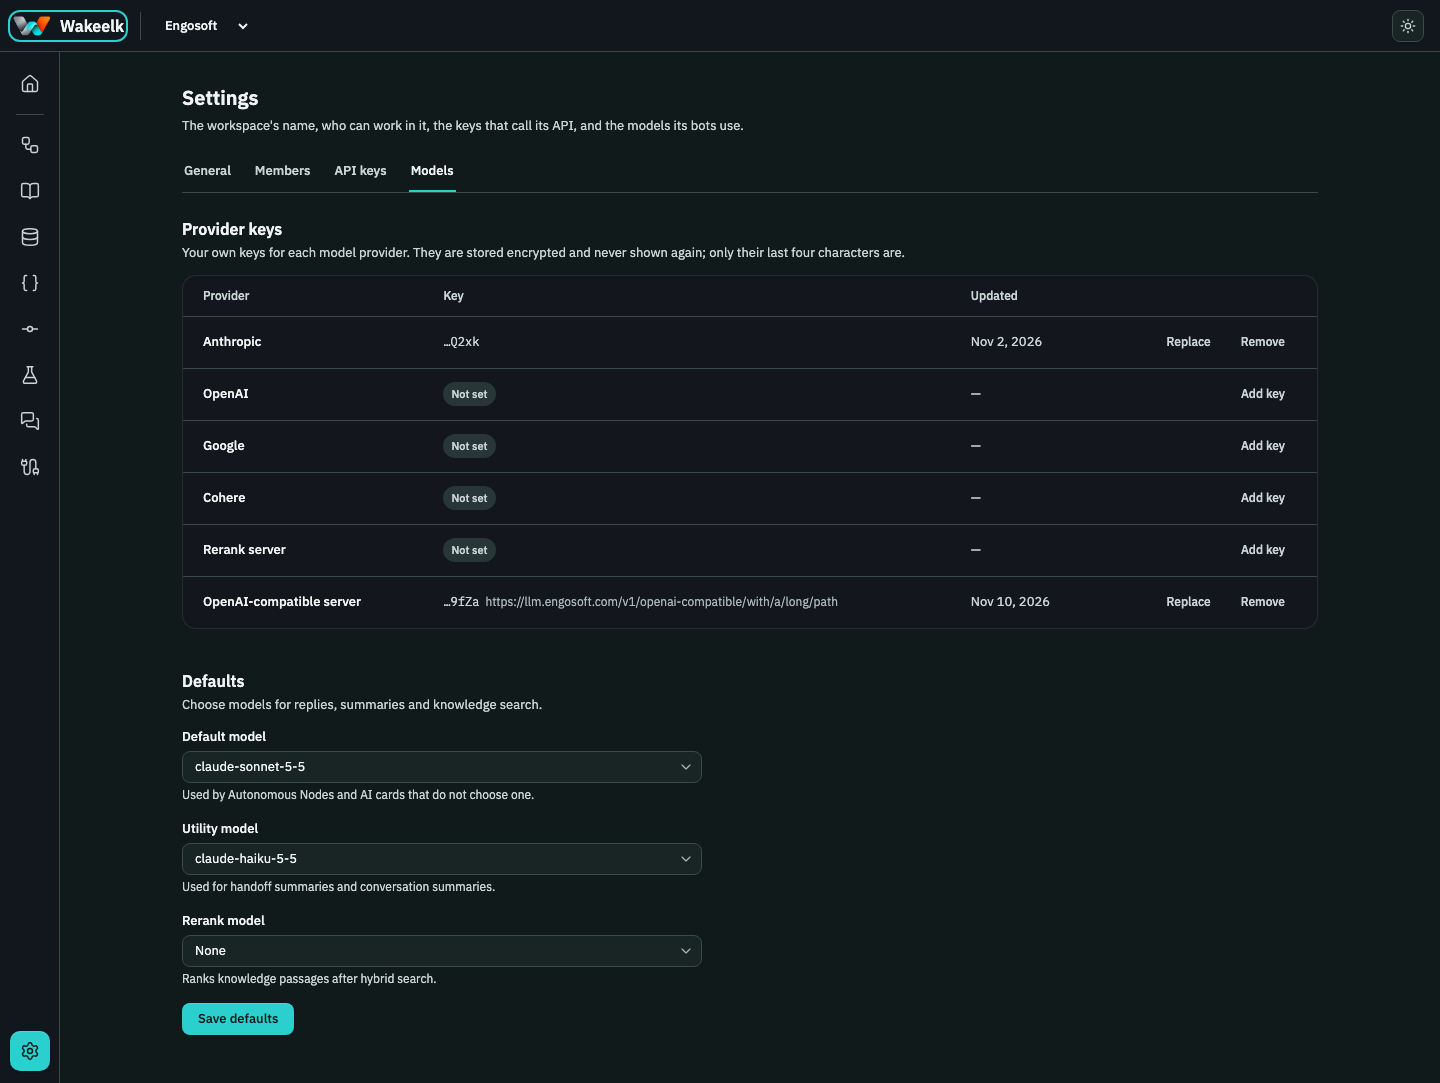 Wakeelk
Engosoft
Settings
The workspace's name, who can work in it, the keys that call its API, and the models its bots use.
General Members API keys Models
Provider keys
Your own keys for each model provider. They are stored encrypted and never shown again; only their last four characters are.
Provider Key Updated
Anthropic …Q2xk Nov 2, 2026 Replace Remove
OpenAI Not set — Add key
Google Not set — Add key
Cohere Not set — Add key
Rerank server Not set — Add key
OpenAI-compatible server …9fZa https://llm.engosoft.com/v1/openai-compatible/with/a/long/path Nov 10, 2026 Replace Remove
Defaults
Choose models for replies, summaries and knowledge search.
Default model
claude-sonnet-5-5
Used by Autonomous Nodes and AI cards that do not choose one.
Utility model
claude-haiku-5-5
Used for handoff summaries and conversation summaries.
Rerank model
None
Ranks knowledge passages after hybrid search.
Save defaults